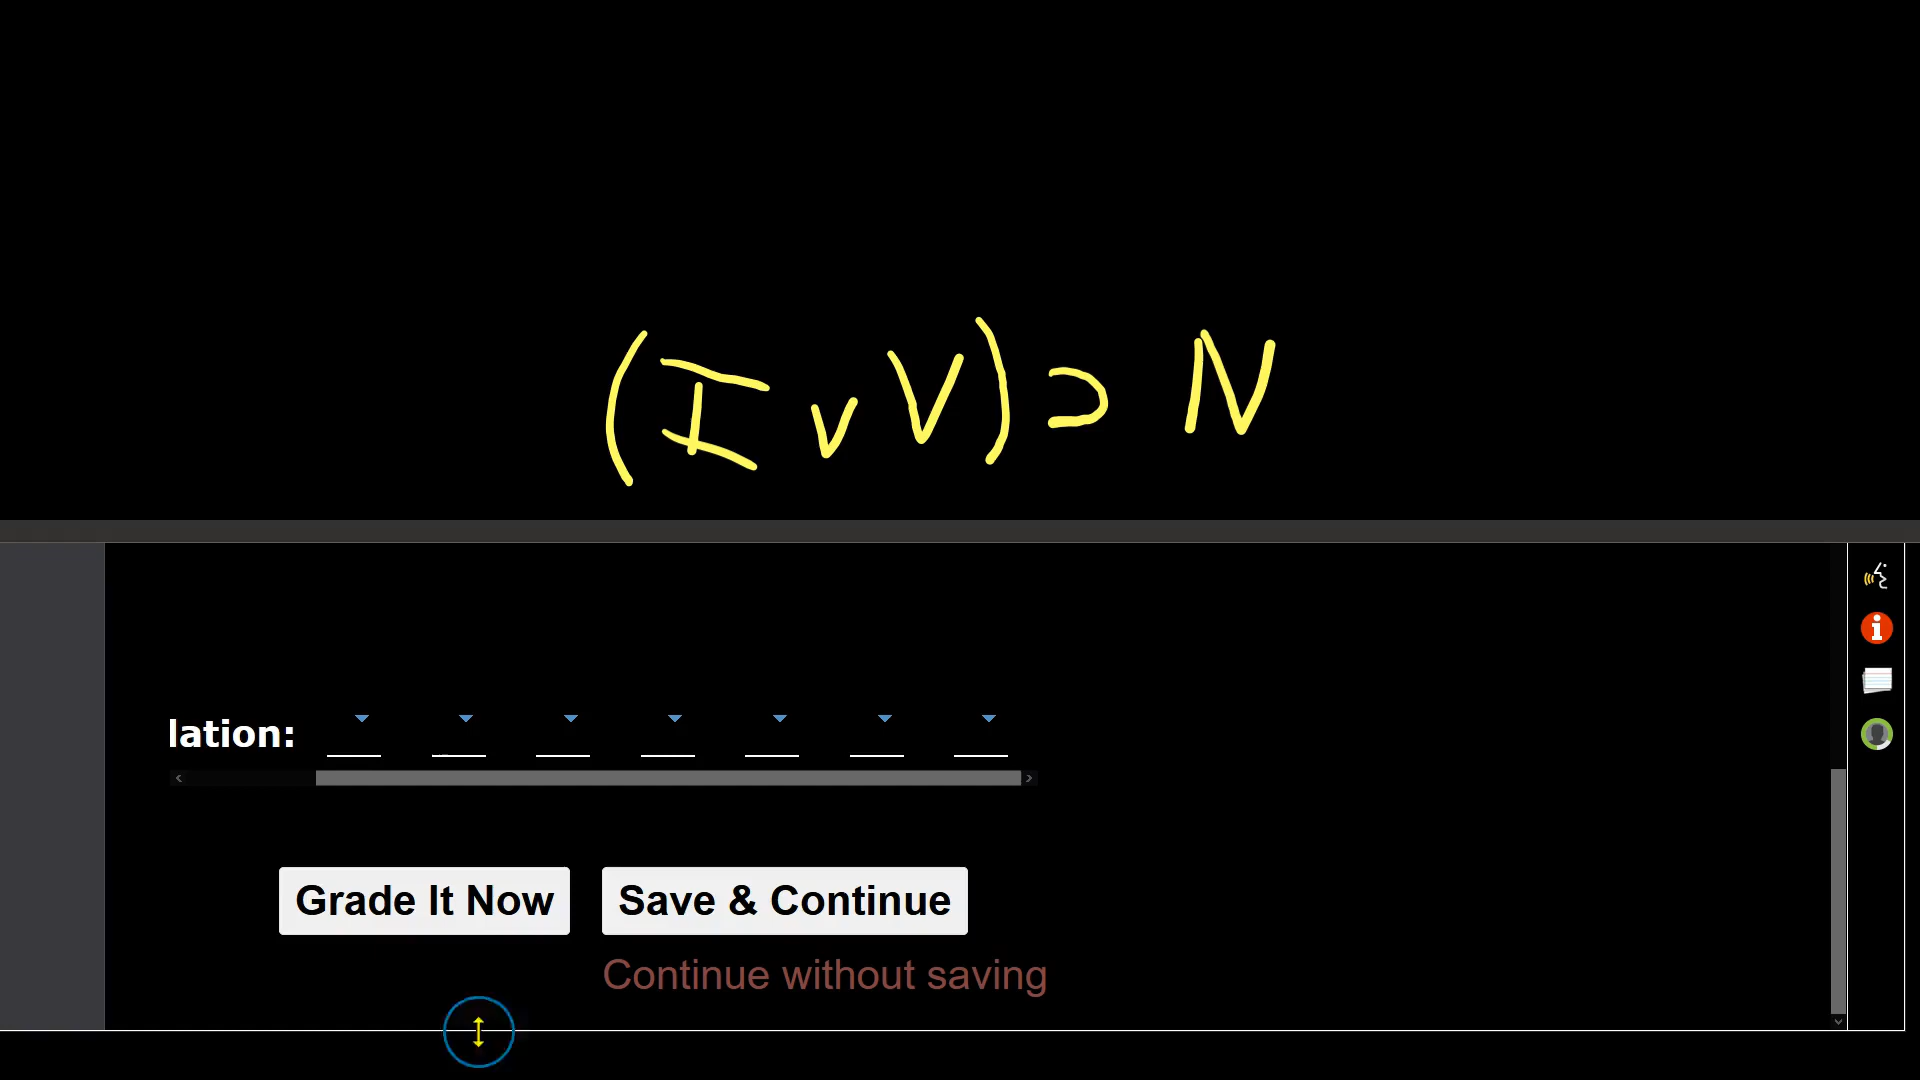 (I v V) ⊃ N
lation:
Grade It Now
Save & Continue
Continue without saving